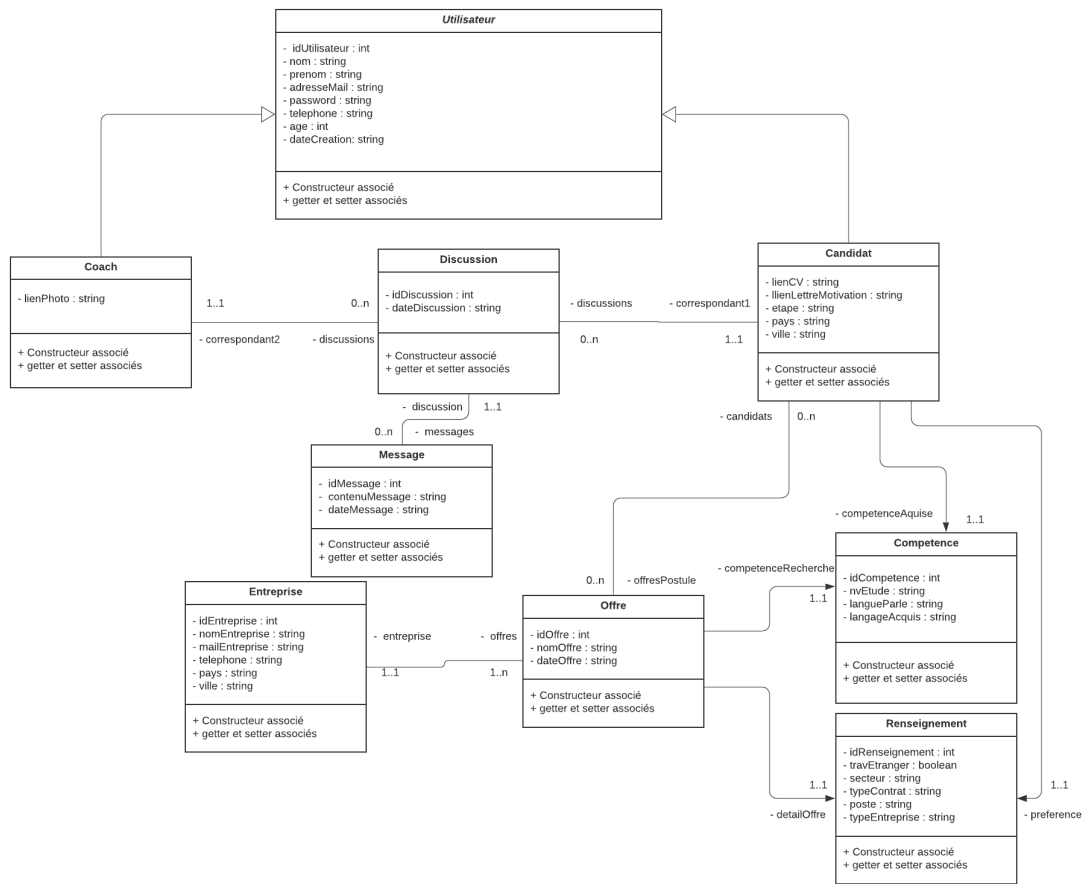 Utilisateur
- idUtilisateur : int
- nom : string
- prenom : string
- adresseMail : string
- password : string
- telephone : string
- age : int
- dateCreation: string
+ Constructeur associé
+ getter et setter associés
Coach
- lienPhoto : string
+ Constructeur associé
+ getter et setter associés
1..1
0..n
- correspondant2
- discussions
Discussion
- idDiscussion : int
- dateDiscussion : string
+ Constructeur associé
+ getter et setter associés
- discussions
- correspondant1
0..n
1..1
Candidat
- lienCV : string
- llienLettreMotivation : string
- etape : string
- pays : string
- ville : string
+ Constructeur associé
+ getter et setter associés
- discussion
1..1
0..n
- messages
Message
- idMessage : int
- contenuMessage : string
- dateMessage : string
+ Constructeur associé
+ getter et setter associés
- candidats
0..n
0..n
- offresPostule
- competenceAquise
1..1
Competence
- idCompetence : int
- nvEtude : string
- langueParle : string
- langageAcquis : string
+ Constructeur associé
+ getter et setter associés
- competenceRecherche
1..1
Entreprise
- idEntreprise : int
- nomEntreprise : string
- mailEntreprise : string
- telephone : string
- pays : string
- ville : string
+ Constructeur associé
+ getter et setter associés
- entreprise
- offres
1..1
1..n
Offre
- idOffre : int
- nomOffre : string
- dateOffre : string
+ Constructeur associé
+ getter et setter associés
1..1
- detailOffre
Renseignement
- idRenseignement : int
- travEtranger : boolean
- secteur : string
- typeContrat : string
- poste : string
- typeEntreprise : string
+ Constructeur associé
+ getter et setter associés
1..1
- preference